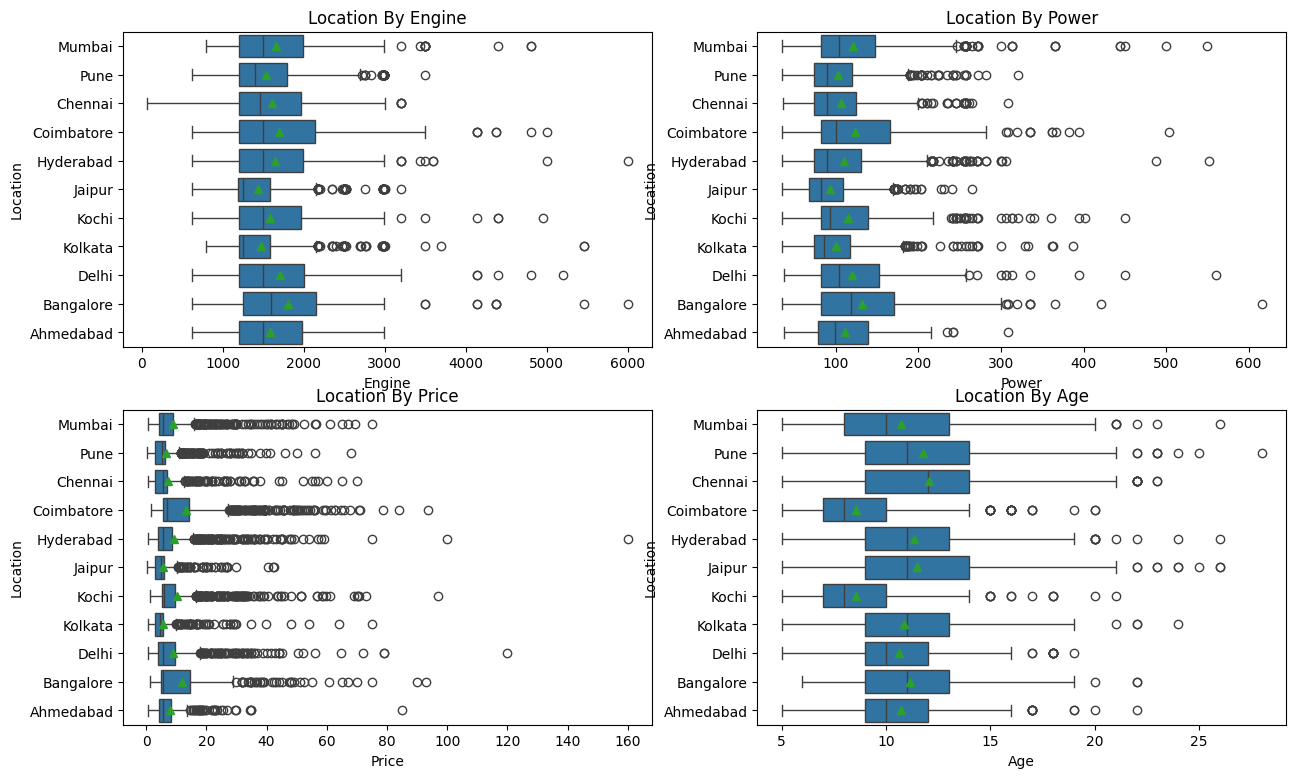 Location By Engine
Location
Mumbai
Pune
Chennai
Coimbatore
Hyderabad
Jaipur
Kochi
Kolkata
Delhi
Bangalore
Ahmedabad
0 1000 2000 3000 4000 5000 6000
Engine
Location By Power
Location
Mumbai
Pune
Chennai
Coimbatore
Hyderabad
Jaipur
Kochi
Kolkata
Delhi
Bangalore
Ahmedabad
100 200 300 400 500 600
Power
Location By Price
Location
Mumbai
Pune
Chennai
Coimbatore
Hyderabad
Jaipur
Kochi
Kolkata
Delhi
Bangalore
Ahmedabad
0 20 40 60 80 100 120 140 160
Price
Location By Age
Location
Mumbai
Pune
Chennai
Coimbatore
Hyderabad
Jaipur
Kochi
Kolkata
Delhi
Bangalore
Ahmedabad
5 10 15 20 25
Age